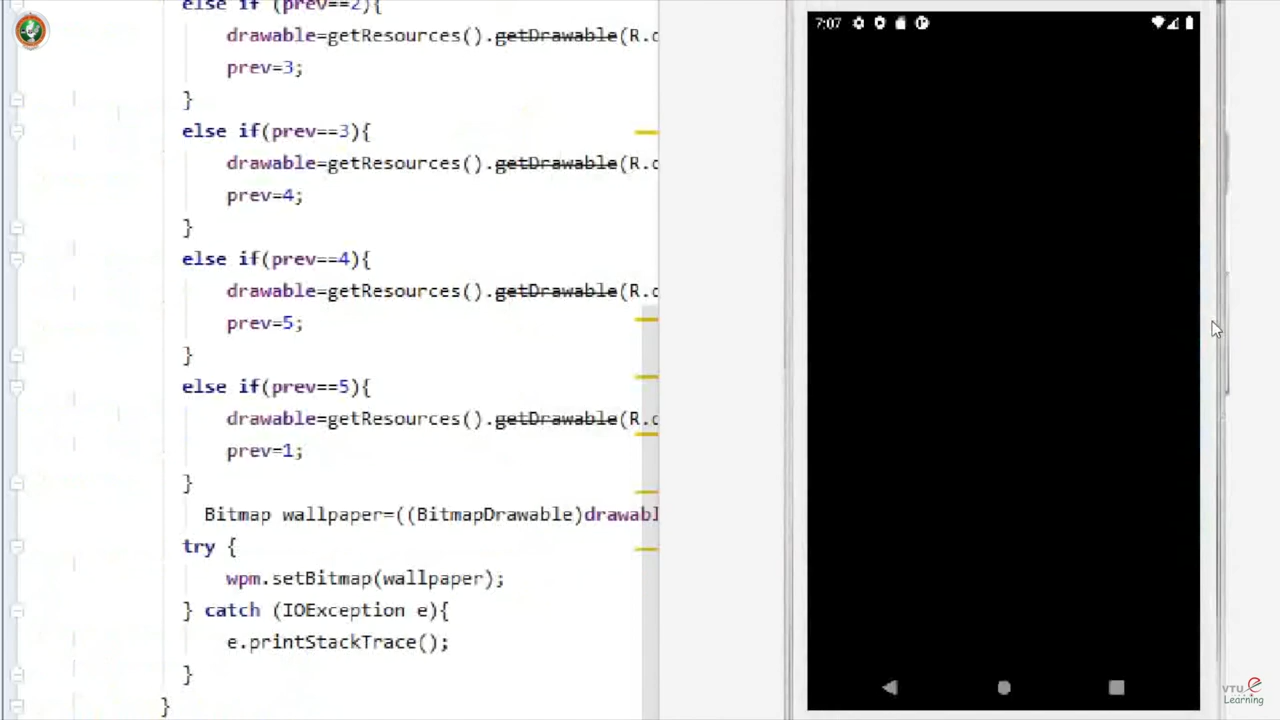 else if (prev==2){
drawable=getResources().getDrawable(R.d
prev=3;
}
else if(prev==3){
drawable=getResources().getDrawable(R.d
prev=4;
}
else if(prev==4){
drawable=getResources().getDrawable(R.d
prev=5;
}
else if(prev==5){
drawable=getResources().getDrawable(R.d
prev=1;
}
Bitmap wallpaper=((BitmapDrawable)drawabl
try {
wpm.setBitmap(wallpaper);
} catch (IOException e){
e.printStackTrace();
}
}
7:07
VTU e
Learning